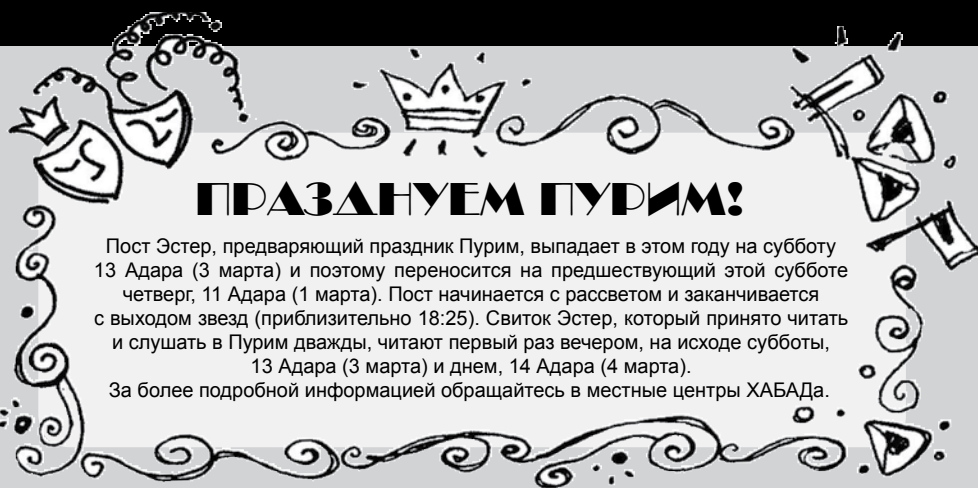 ПРАЗДНУЕМ ПУРИМ!
Пост Эстер, предваряющий праздник Пурим, выпадает в этом году на субботу
13 Адара (3 марта) и поэтому переносится на предшествующий этой субботе
четверг, 11 Адара (1 марта). Пост начинается с рассветом и заканчивается
с выходом звезд (приблизительно 18:25). Свиток Эстер, который принято читать
и слушать в Пурим дважды, читают первый раз вечером, на исходе субботы,
13 Адара (3 марта) и днем, 14 Адара (4 марта).
За более подробной информацией обращайтесь в местные центры ХАБАДа.